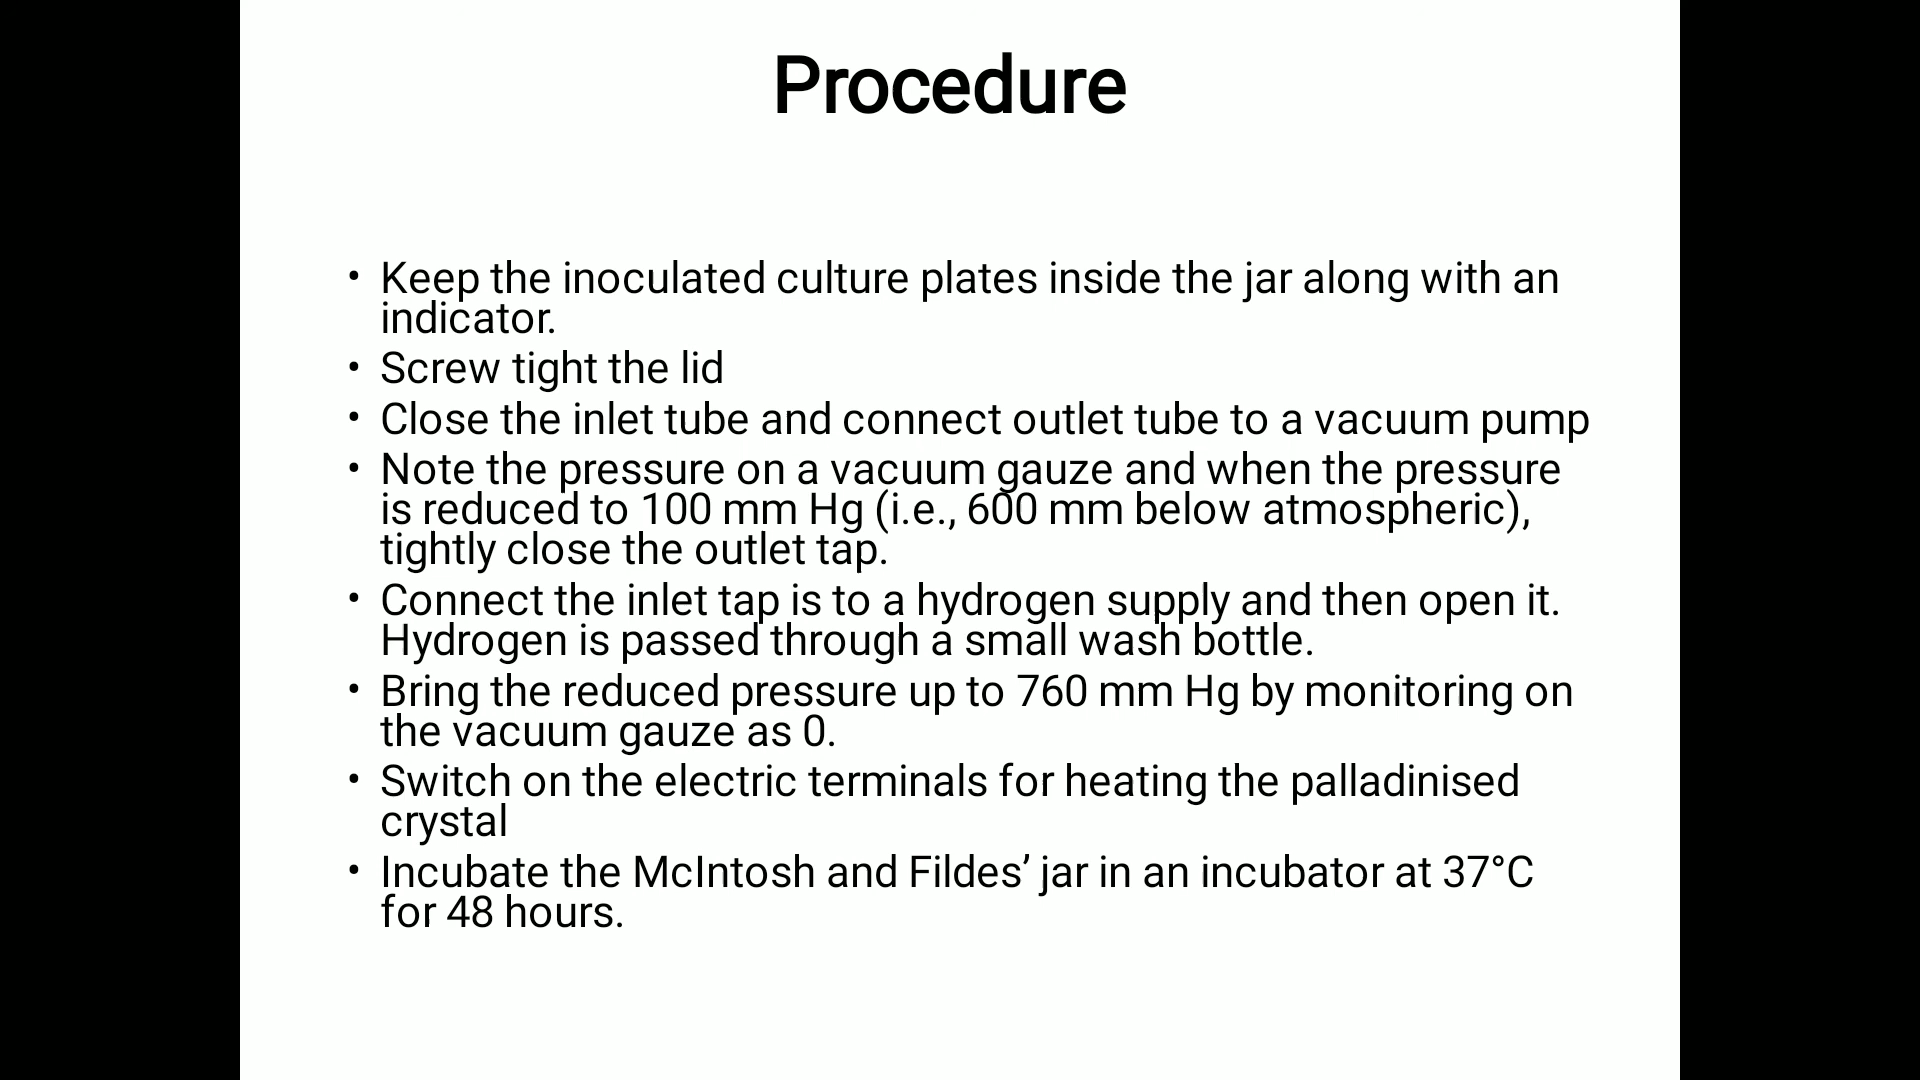 Procedure
• Keep the inoculated culture plates inside the jar along with an
indicator.
• Screw tight the lid
• Close the inlet tube and connect outlet tube to a vacuum pump
• Note the pressure on a vacuum gauze and when the pressure
is reduced to 100 mm Hg (i.e., 600 mm below atmospheric),
tightly close the outlet tap.
• Connect the inlet tap is to a hydrogen supply and then open it.
Hydrogen is passed through a small wash bottle.
• Bring the reduced pressure up to 760 mm Hg by monitoring on
the vacuum gauze as 0.
• Switch on the electric terminals for heating the palladinised
crystal
• Incubate the McIntosh and Fildes’ jar in an incubator at 37°C
for 48 hours.